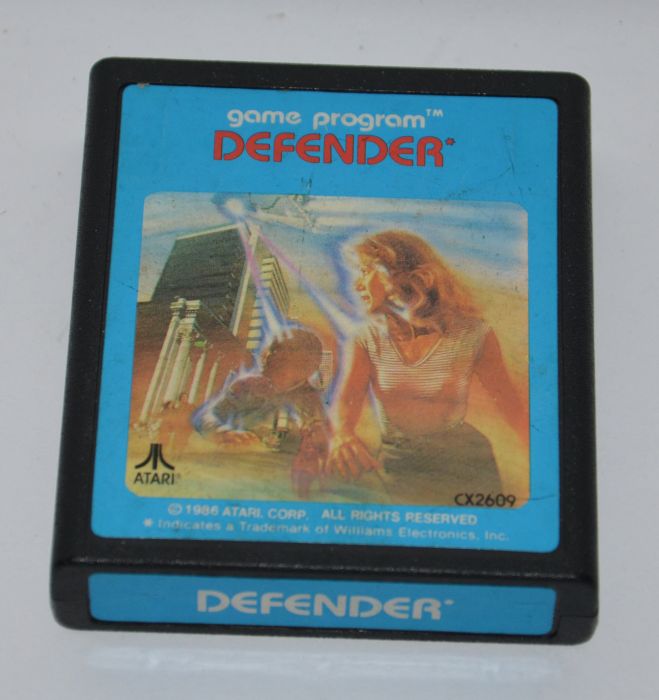 game program™
DEFENDER*
ATARI®
CX2609
© 1986 ATARI, CORP. ALL RIGHTS RESERVED
* Indicates a Trademark of Williams Electronics, Inc.
DEFENDER*